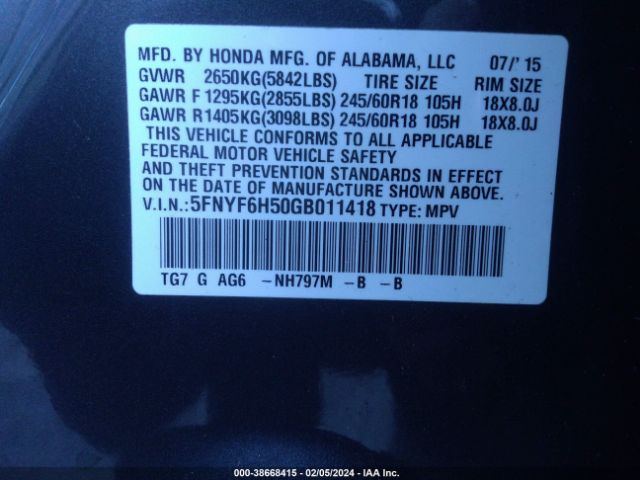 MFD. BY HONDA MFG. OF ALABAMA, LLC 07/'15
GVWR 2650KG(5842LBS) TIRE SIZE RIM SIZE
GAWR F 1295KG(2855LBS) 245/60R18 105H 18X8.0J
GAWR R 1405KG(3098LBS) 245/60R18 105H 18X8.0J
THIS VEHICLE CONFORMS TO ALL APPLICABLE
FEDERAL MOTOR VEHICLE SAFETY
AND THEFT PREVENTION STANDARDS IN EFFECT
ON THE DATE OF MANUFACTURE SHOWN ABOVE.
V.I.N.: 5FNYF6H50GB011418 TYPE: MPV
TG7 G AG6 -NH797M -B -B
000-38668415 - 02/05/2024 - IAA Inc.